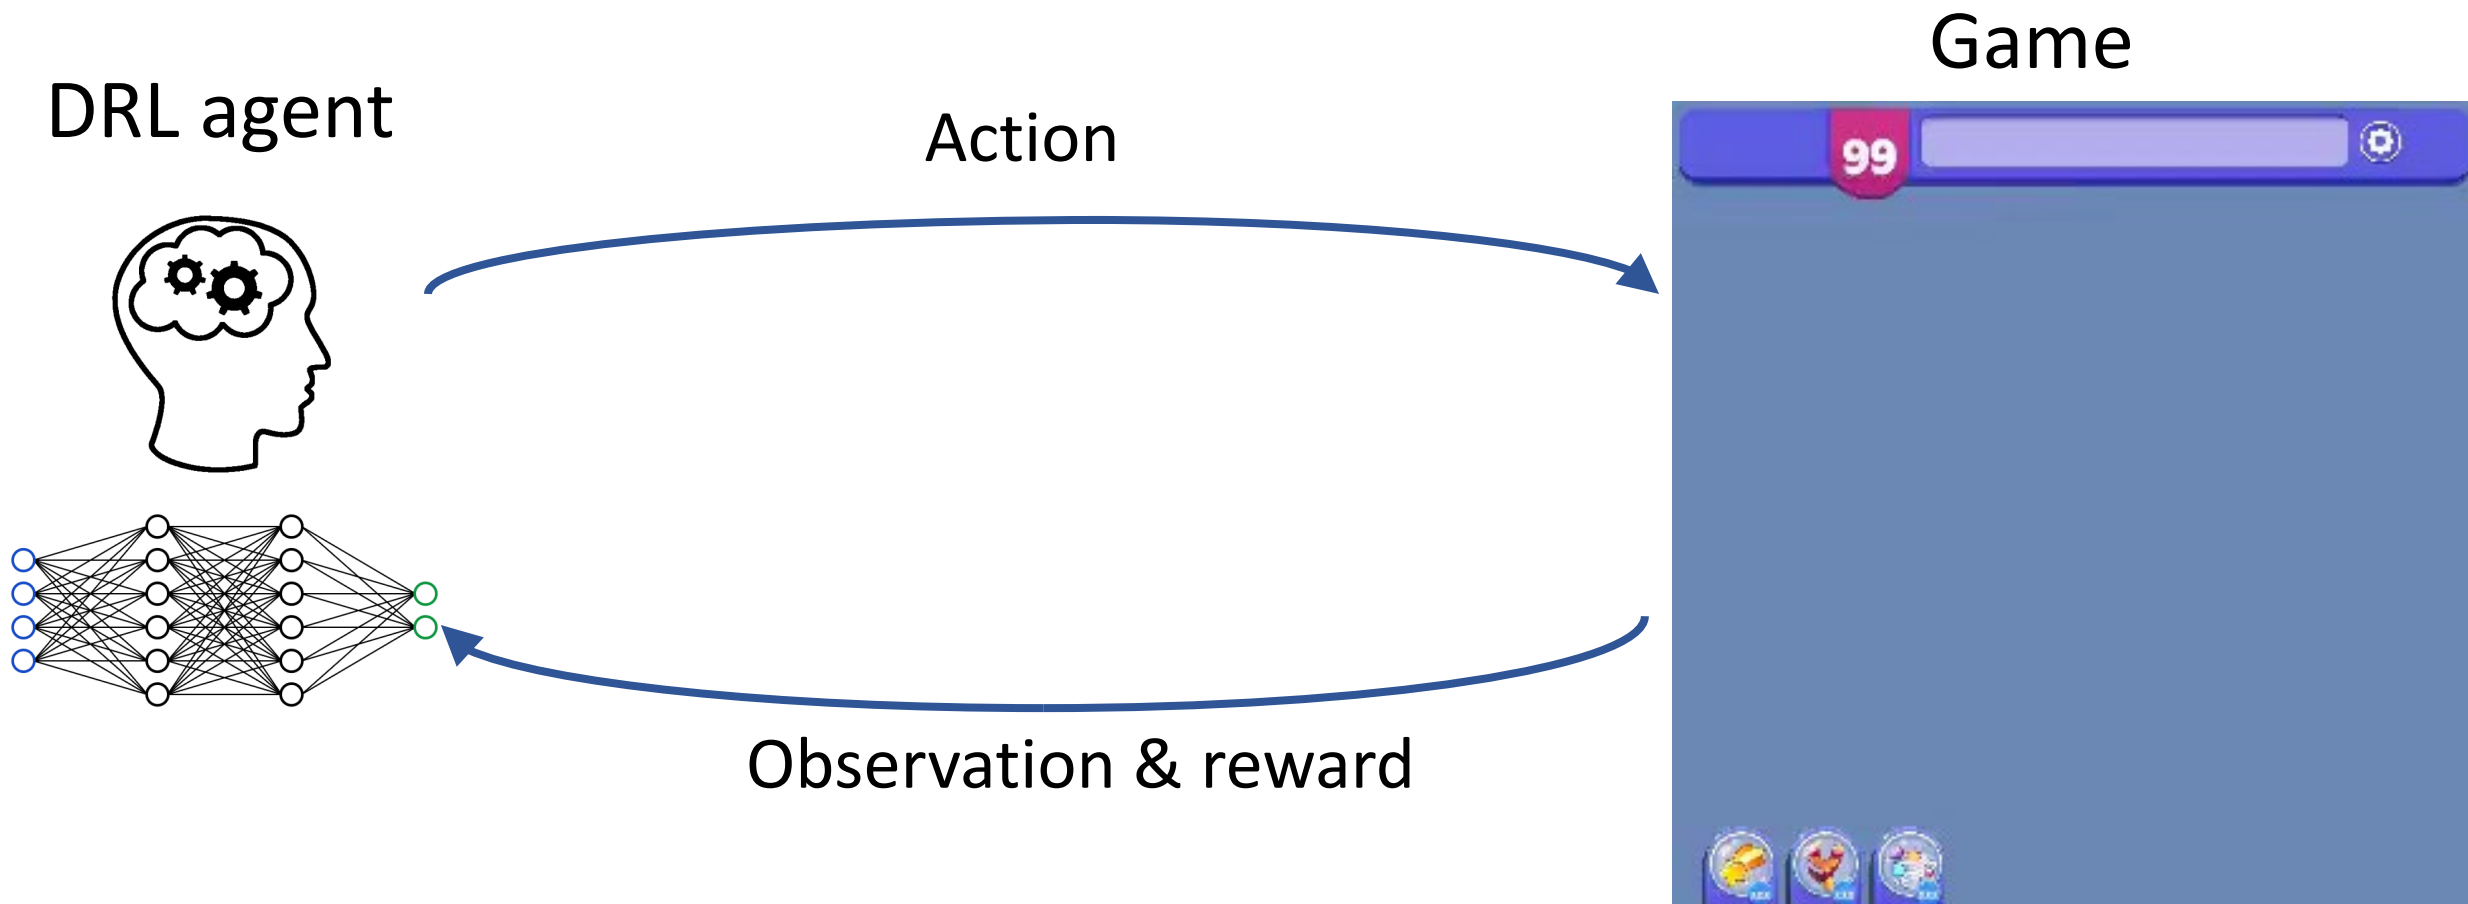 Game
DRL agent
Action
99
Observation & reward